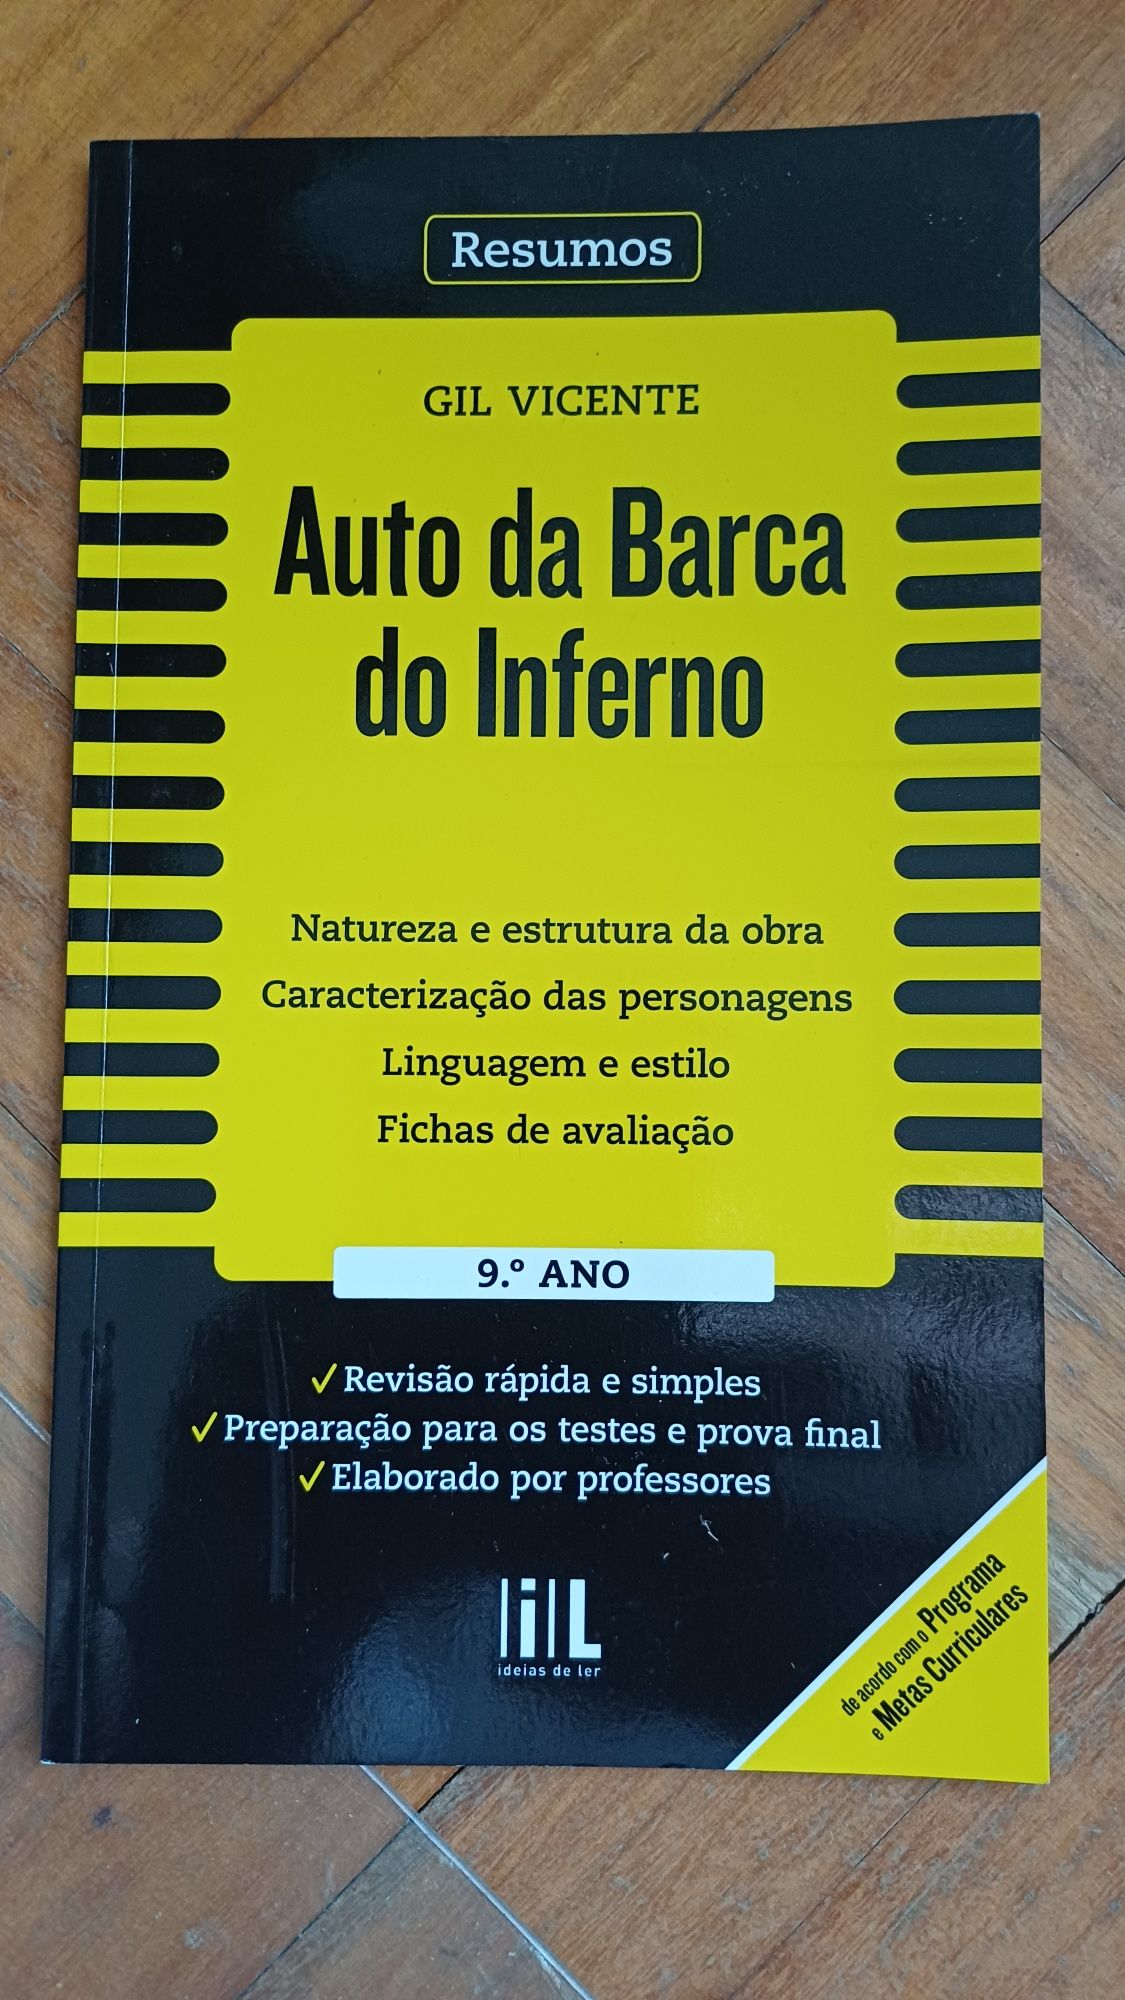 Resumos
GIL VICENTE
Auto da Barca
do Inferno
Natureza e estrutura da obra
Caracterização das personagens
Linguagem e estilo
Fichas de avaliação
9.º ANO
✓Revisão rápida e simples
✓Preparação para os testes e prova final
✓Elaborado por professores
iL
ideias de ler
de acordo com o Programa
e Metas Curriculares